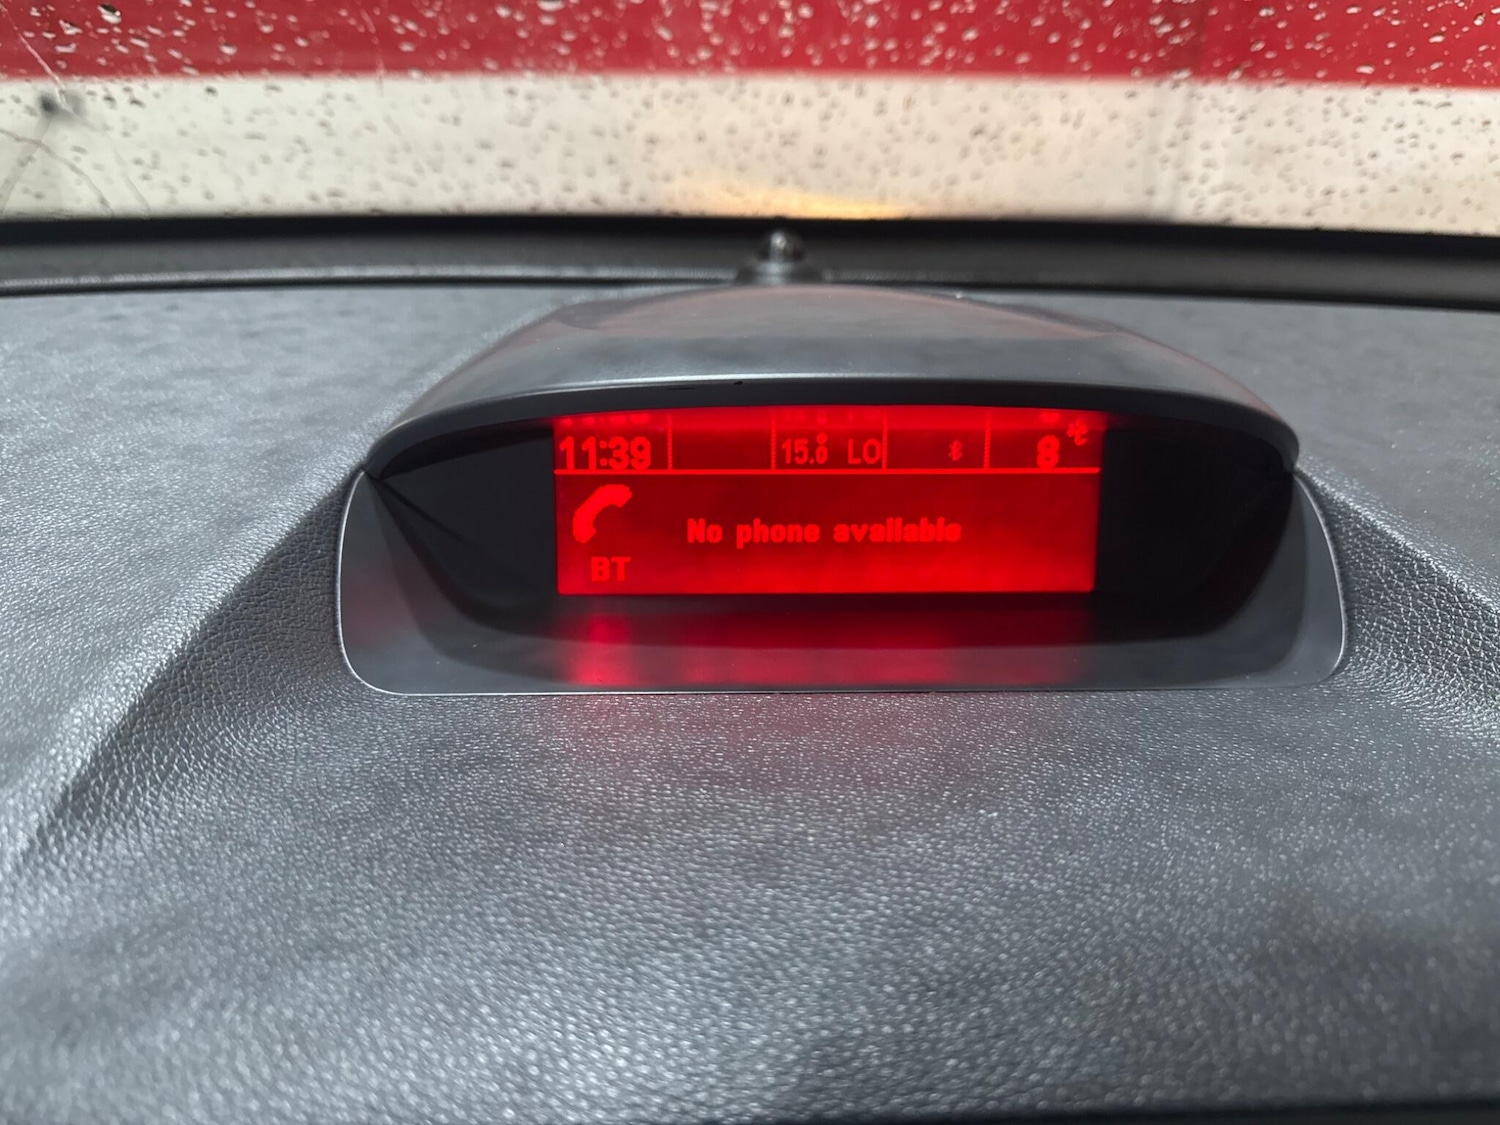 11:39 15.0 LO 8 °C
No phone available
BT